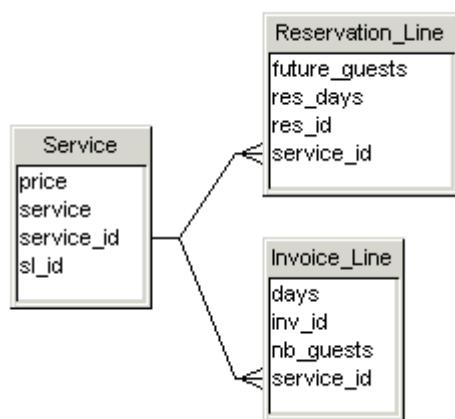 Reservation_Line
future_guests
res_days
res_id
service_id
Service
price
service
service_id
sl_id
Invoice_Line
days
inv_id
nb_guests
service_id